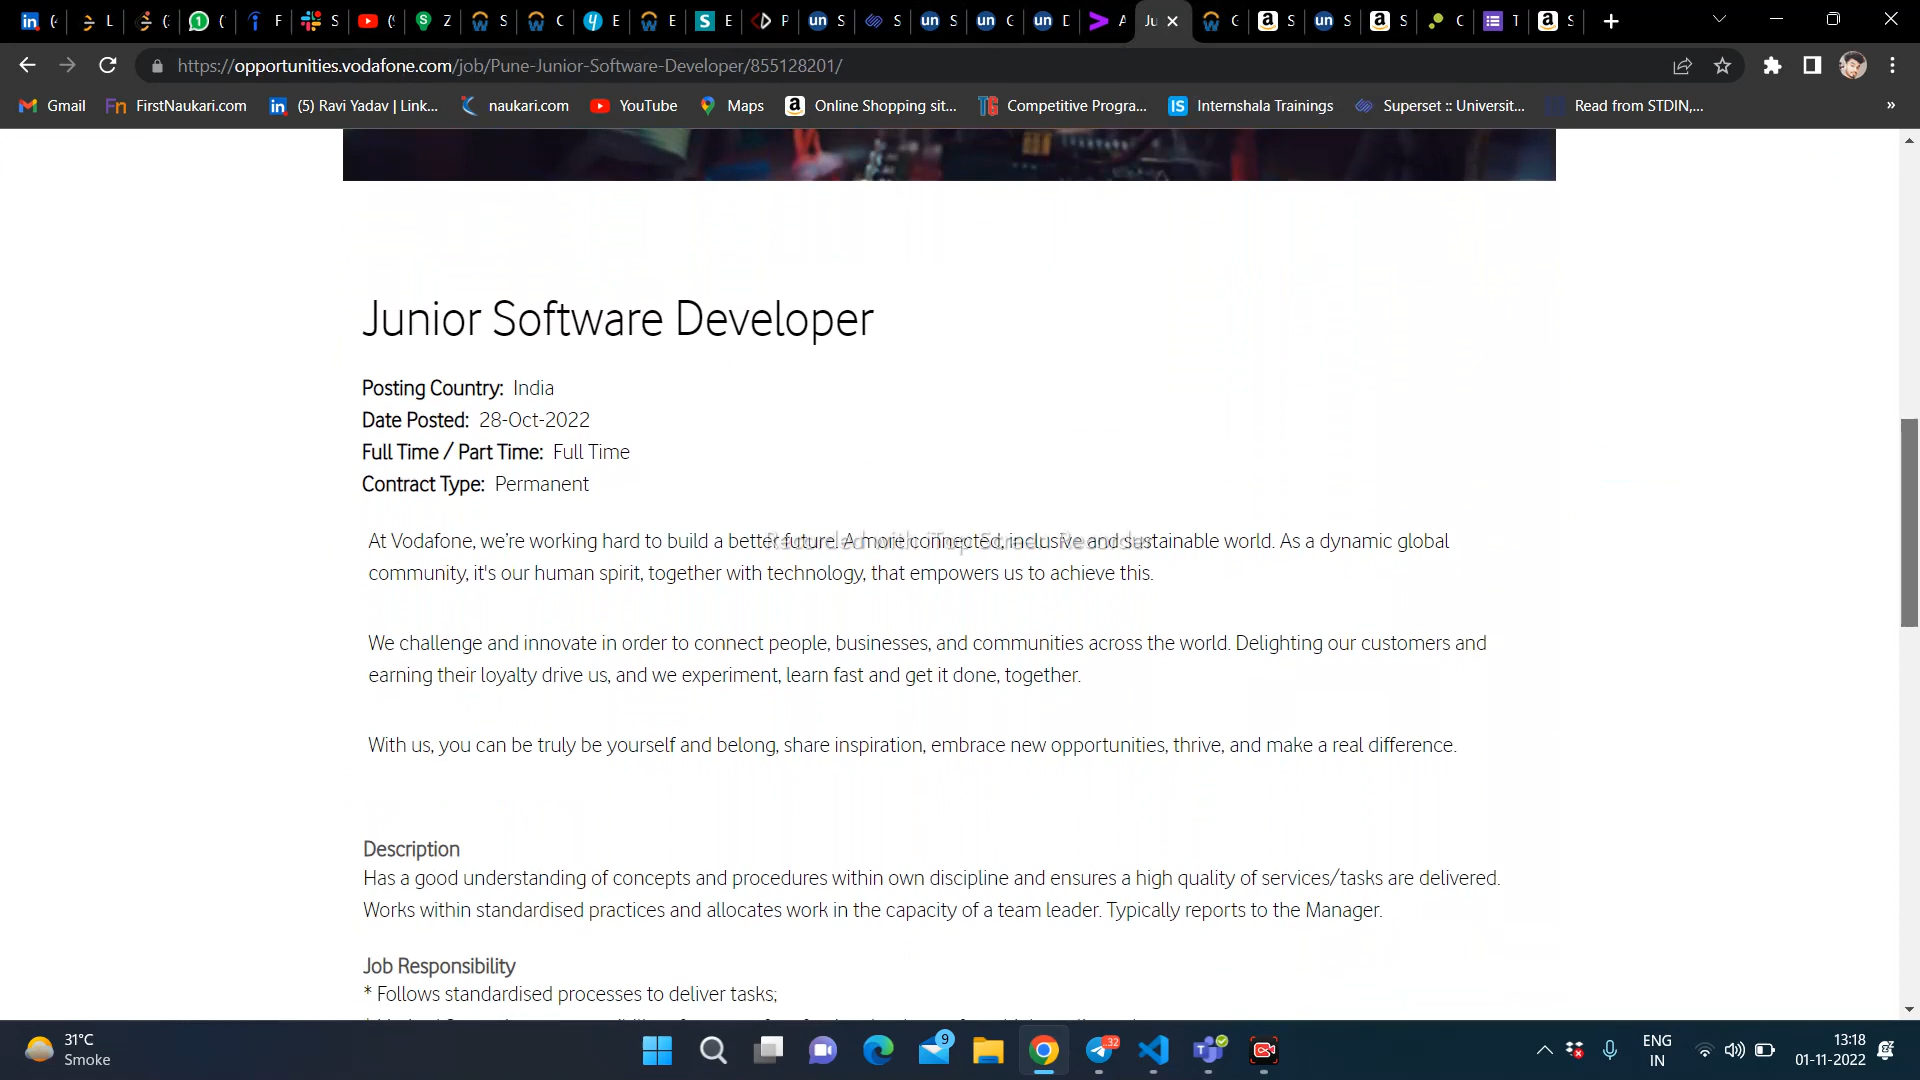 https://opportunities.vodafone.com/job/Pune-Junior-Software-Developer/855128201/
Gmail FirstNaukari.com (5) Ravi Yadav | Link... naukari.com YouTube Maps Online Shopping sit... Competitive Progra... Internshala Trainings Superset :: Universit... Read from STDIN,... »
Junior Software Developer
Posting Country: India
Date Posted: 28-Oct-2022
Full Time / Part Time: Full Time
Contract Type: Permanent
At Vodafone, we're working hard to build a better future. A more connected, inclusive and sustainable world. As a dynamic global
community, it's our human spirit, together with technology, that empowers us to achieve this.
Recorded with iTop Screen Recorder
We challenge and innovate in order to connect people, businesses, and communities across the world. Delighting our customers and
earning their loyalty drive us, and we experiment, learn fast and get it done, together.
With us, you can be truly be yourself and belong, share inspiration, embrace new opportunities, thrive, and make a real difference.
Description
Has a good understanding of concepts and procedures within own discipline and ensures a high quality of services/tasks are delivered.
Works within standardised practices and allocates work in the capacity of a team leader. Typically reports to the Manager.
Job Responsibility
* Follows standardised processes to deliver tasks;
31°C
Smoke
9
32
ENG
IN
13:18
01-11-2022